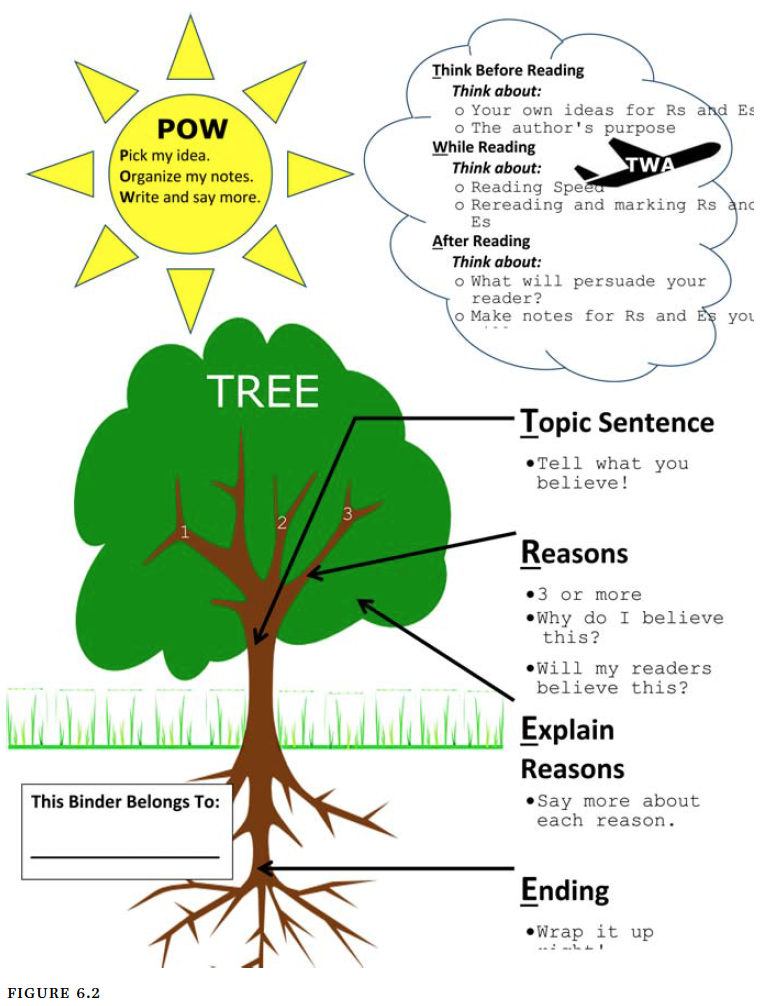 POW
Pick my idea.
Organize my notes.
Write and say more.
Think Before Reading
Think about:
o Your own ideas for Rs and Es
o The author's purpose
While Reading
Think about:
o Reading Speed
o Rereading and marking Rs and
Es
After Reading
Think about:
o What will persuade your
reader?
o Make notes for Rs and Es you
TWA
TREE
1
2
3
Topic Sentence
•Tell what you
believe!
Reasons
•3 or more
•Why do I believe
this?
•Will my readers
believe this?
Explain
Reasons
•Say more about
each reason.
Ending
•Wrap it up
This Binder Belongs To:
FIGURE 6.2